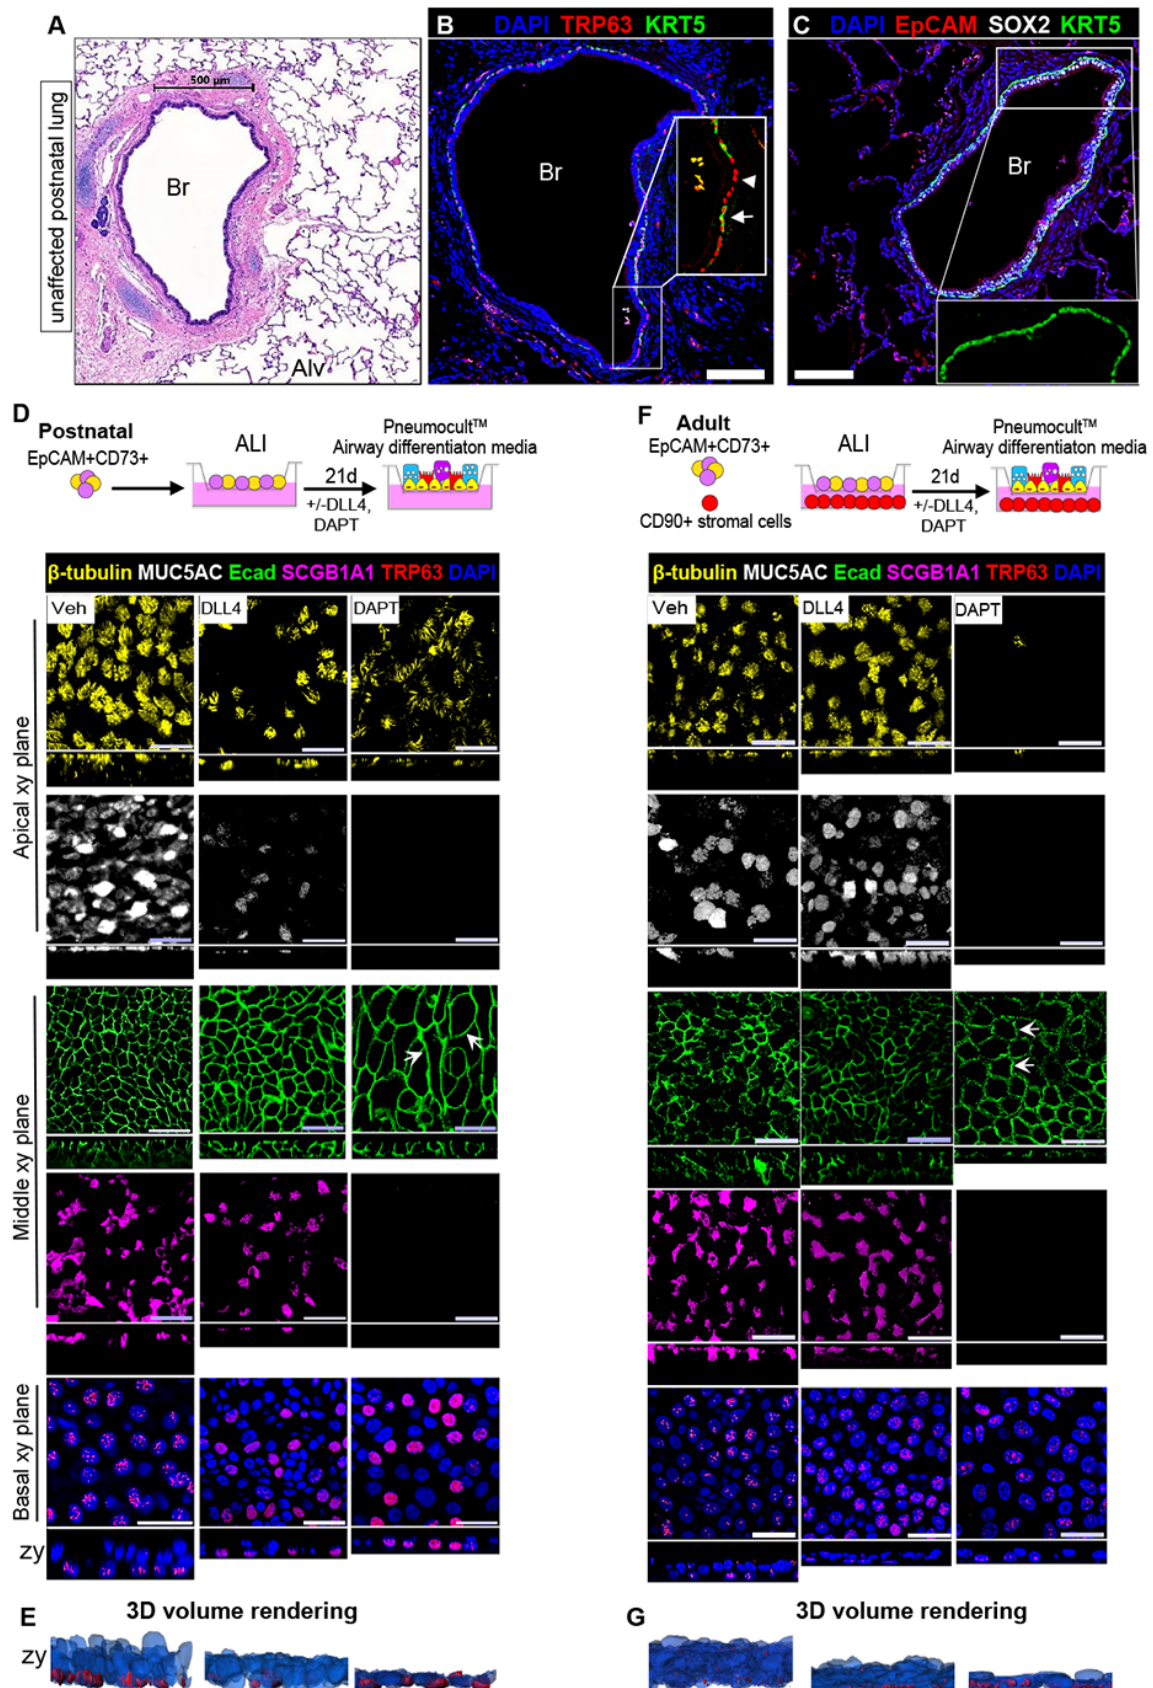 A
500 µm
Br
Alv
unaffected postnatal lung
B DAPI TRP63 KRT5
Br
C DAPI EpCAM SOX2 KRT5
Br
D
Postnatal
EpCAM+CD73+
ALI
21d
+/-DLL4,
DAPT
Pneumocult™
Airway differentiaton media
β-tubulin MUC5AC Ecad SCGB1A1 TRP63 DAPI
Veh DLL4 DAPT
Apical xy plane
Middle xy plane
Basal xy plane
zy
E 3D volume rendering
zy
F
Adult
EpCAM+CD73+
CD90+ stromal cells
ALI
21d
+/-DLL4,
DAPT
Pneumocult™
Airway differentiaton media
β-tubulin MUC5AC Ecad SCGB1A1 TRP63 DAPI
Veh DLL4 DAPT
G 3D volume rendering